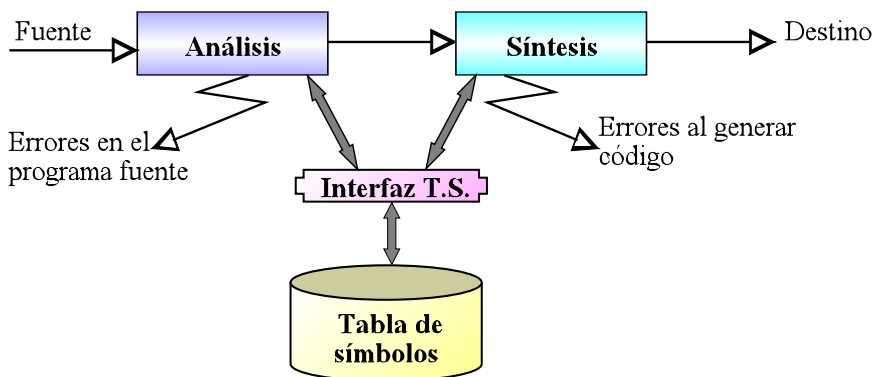 Fuente
Análisis
Síntesis
Destino
Errores en el
programa fuente
Errores al generar
código
Interfaz T.S.
Tabla de
símbolos